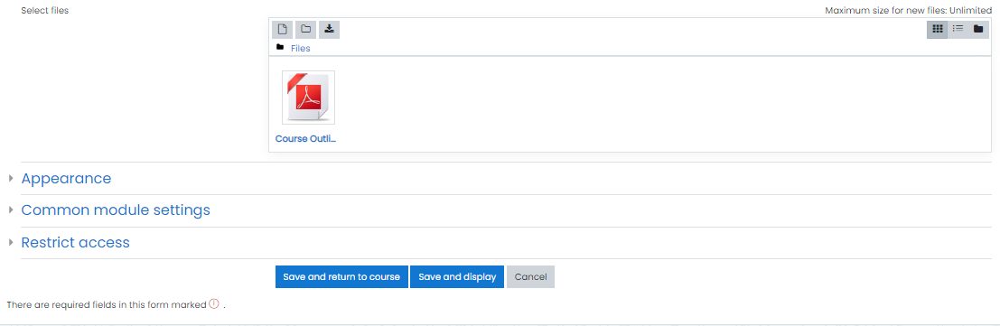 Select files
Maximum size for new files: Unlimited
Files
Course Outli...
Appearance
Common module settings
Restrict access
Save and return to course
Save and display
Cancel
There are required fields in this form marked .